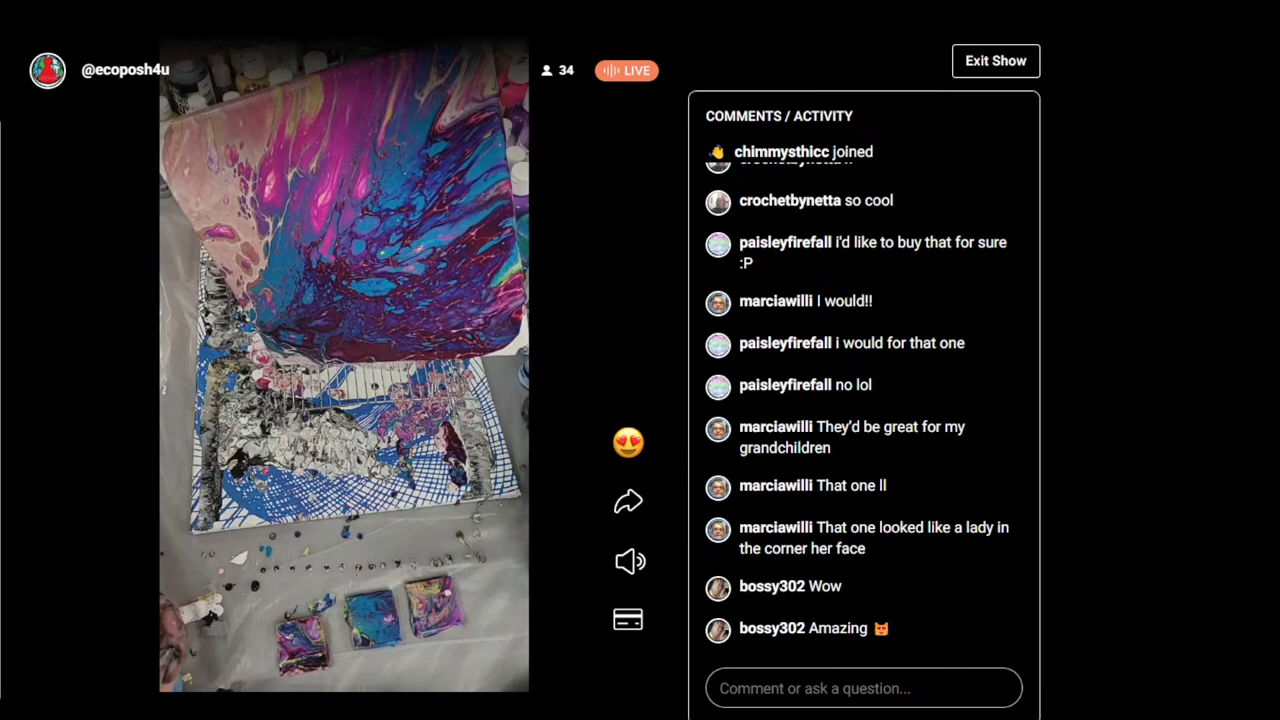 @ecoposh4u
34
LIVE
Exit Show
COMMENTS / ACTIVITY
chimmysthicc joined
crochetbynetta so cool
paisleyfirefall i'd like to buy that for sure
:P
marciawilli I would!!
paisleyfirefall i would for that one
paisleyfirefall no lol
marciawilli They'd be great for my
grandchildren
marciawilli That one ll
marciawilli That one looked like a lady in
the corner her face
bossy302 Wow
bossy302 Amazing
Comment or ask a question...